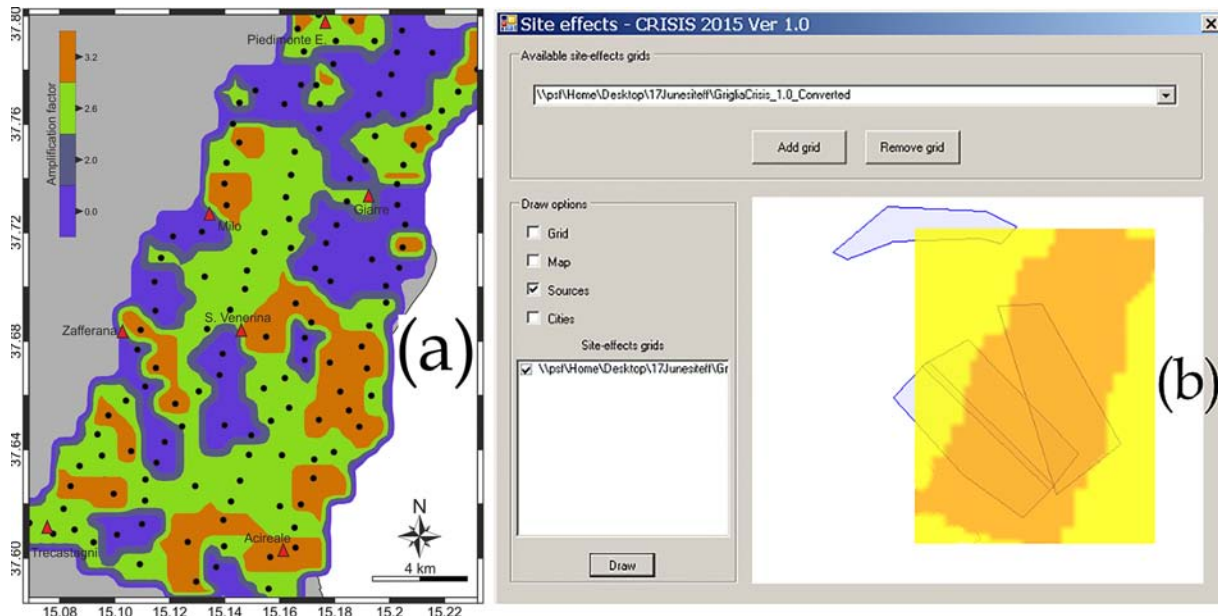 37.80
37.76
37.72
37.68
37.64
37.60
Amplification factor
3.2
2.6
2.0
0.0
Piedimonte E.
Milo
Giarre
Zafferana
S. Venerina
Acireale
Trecastagni
N
4 km
(a)
15.08 15.10 15.12 15.14 15.16 15.18 15.2 15.22
Site effects - CRISIS 2015 Ver 1.0
Available site-effects grids
\\psf\Home\Desktop\17Junesiteff\GrigliaCrisis_1.0_Converted
Add grid Remove grid
Draw options
Grid
Map
Sources
Cities
Site-effects grids
\\psf\Home\Desktop\17Junesiteff\Gr
Draw
(b)